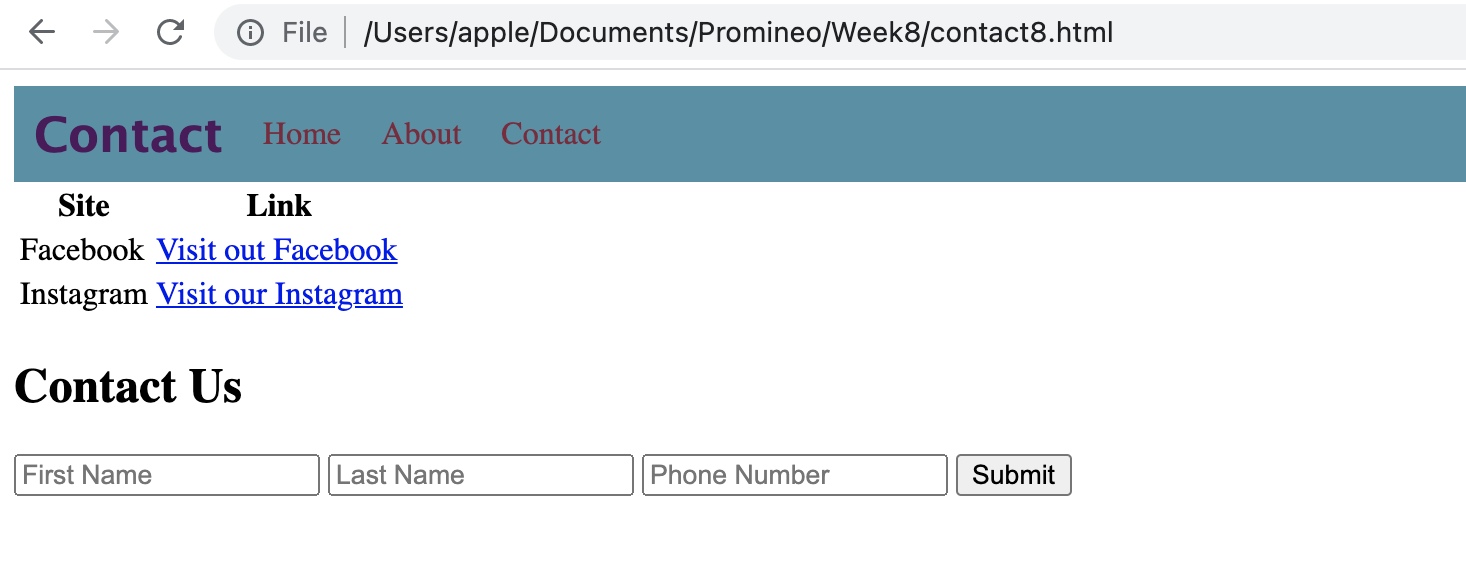 File /Users/apple/Documents/Promineo/Week8/contact8.html
Contact Home About Contact
Site Link
Facebook Visit out Facebook
Instagram Visit our Instagram
Contact Us
First Name Last Name Phone Number Submit